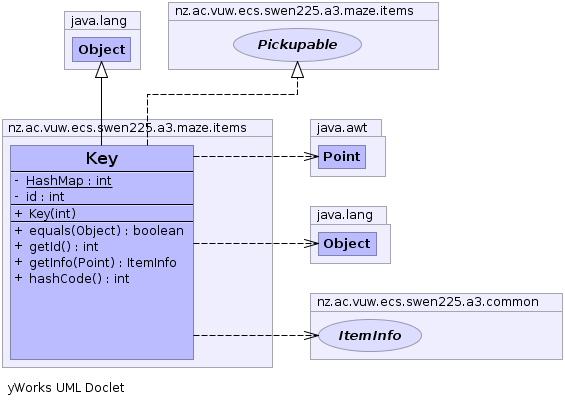 java.lang
Object
nz.ac.vuw.ecs.swen225.a3.maze.items
Pickupable
nz.ac.vuw.ecs.swen225.a3.maze.items
Key
- HashMap : int
- id : int
+ Key(int)
+ equals(Object) : boolean
+ getId() : int
+ getInfo(Point) : ItemInfo
+ hashCode() : int
java.awt
Point
java.lang
Object
nz.ac.vuw.ecs.swen225.a3.common
ItemInfo
yWorks UML Doclet